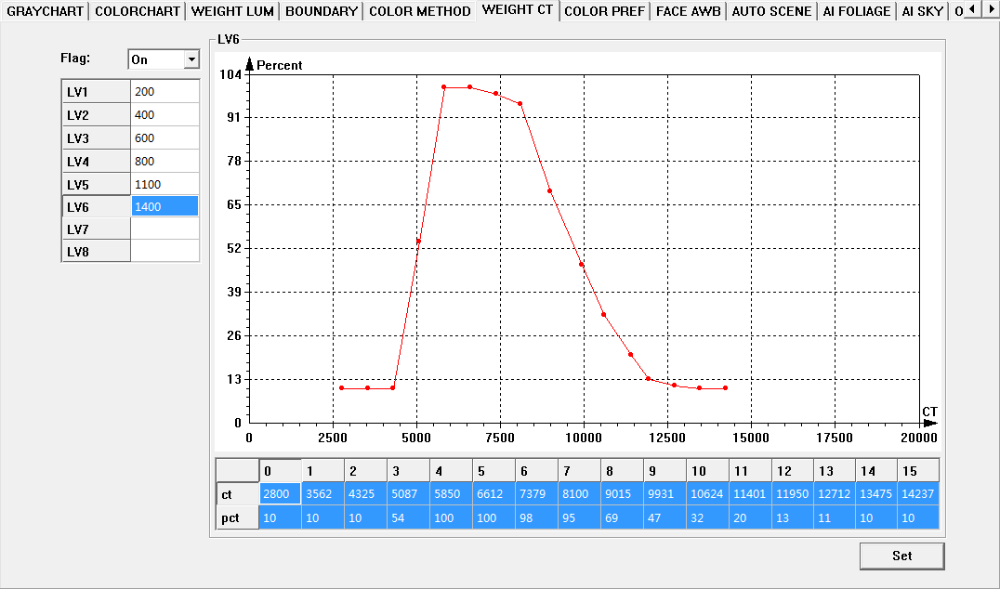 GRAYCHART COLORCHART WEIGHT LUM BOUNDARY COLOR METHOD WEIGHT CT COLOR PREF FACE AWB AUTO SCENE AI FOLIAGE AI SKY O
Flag: On
LV1 200
LV2 400
LV3 600
LV4 800
LV5 1100
LV6 1400
LV7
LV8
LV6
Percent
104
91
78
65
52
39
26
13
0
CT
0 2500 5000 7500 10000 12500 15000 17500 20000
0 1 2 3 4 5 6 7 8 9 10 11 12 13 14 15
ct 2800 3562 4325 5087 5850 6612 7379 8100 9015 9931 10624 11401 11950 12712 13475 14237
pct 10 10 10 54 100 100 98 95 69 47 32 20 13 11 10 10
Set